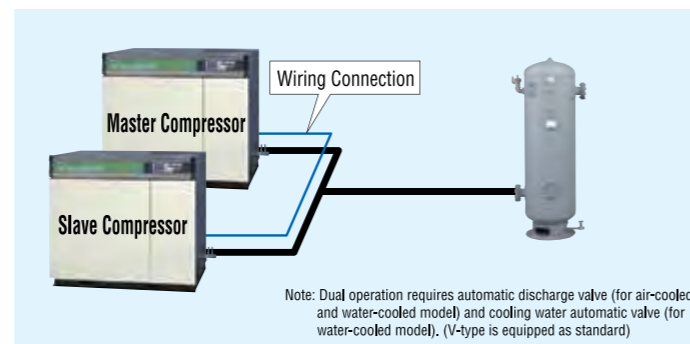 Wiring Connection
Master Compressor
Slave Compressor
Note: Dual operation requires automatic discharge valve (for air-cooled
and water-cooled model) and cooling water automatic valve (for
water-cooled model). (V-type is equipped as standard)